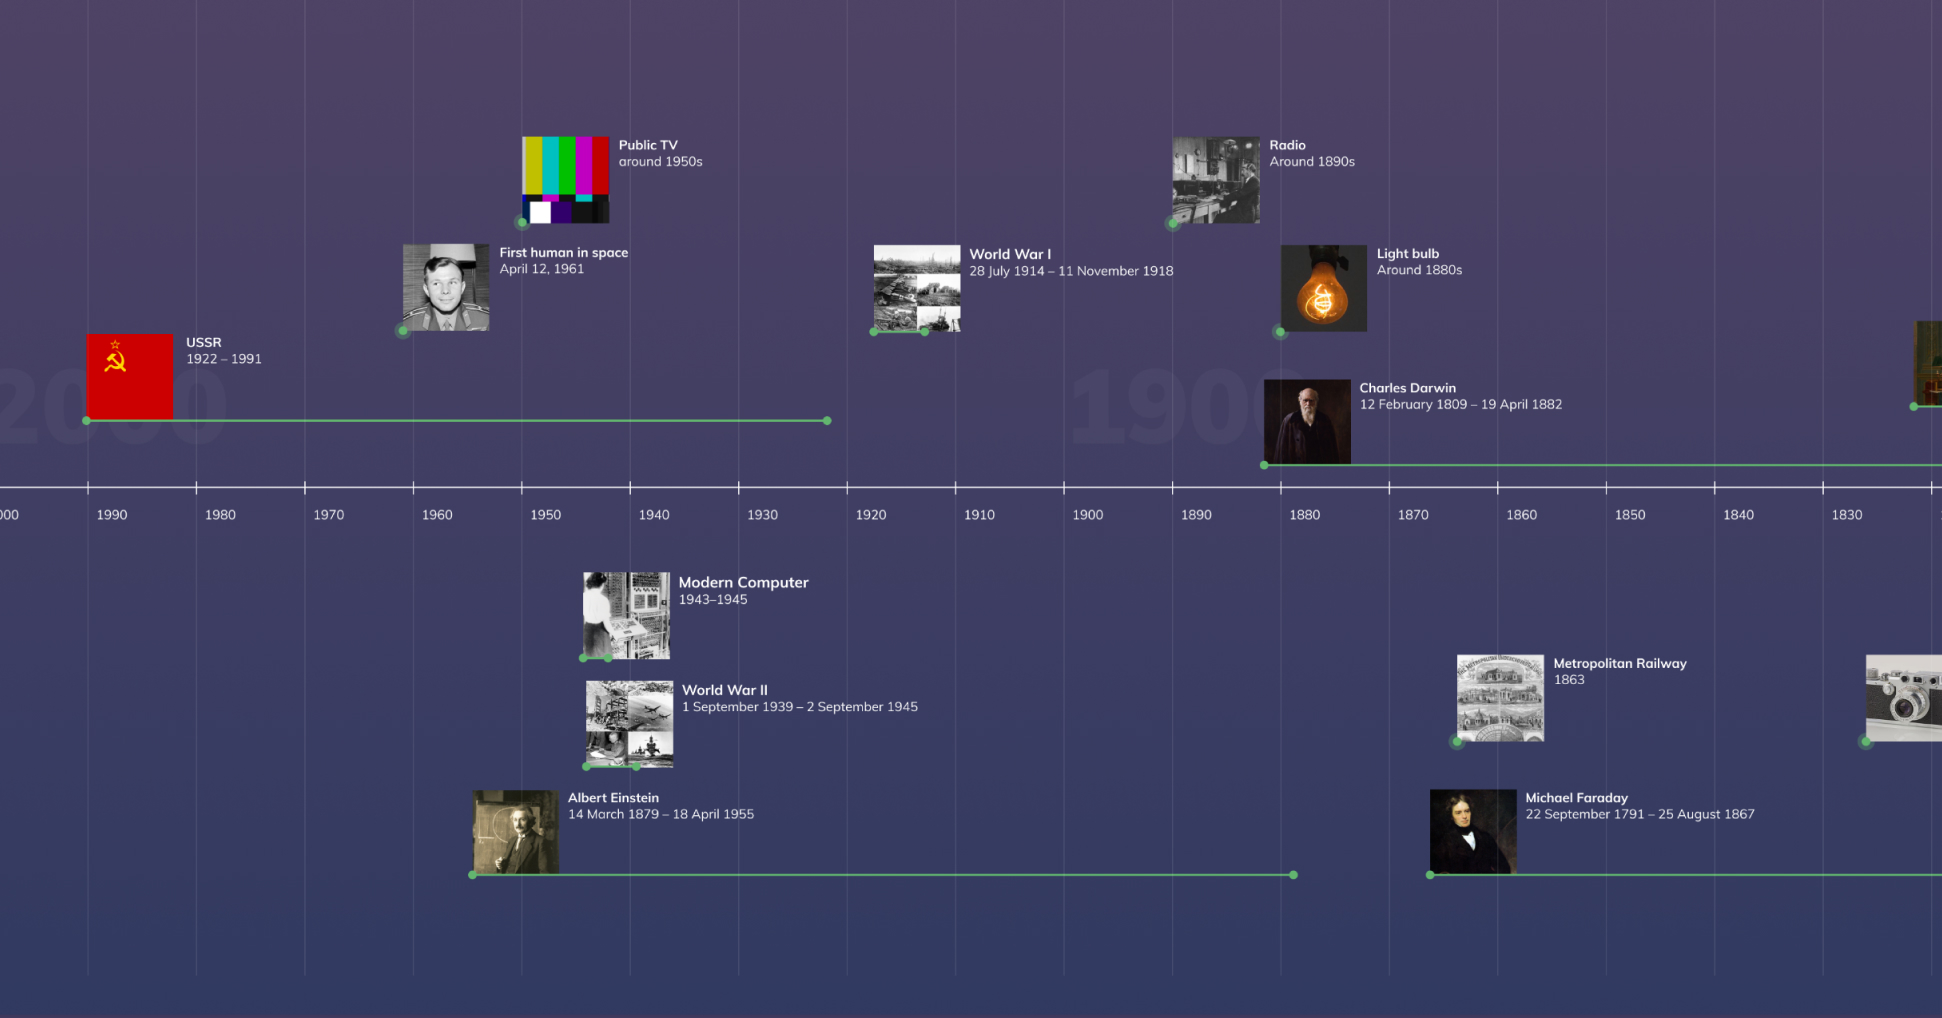 Public TV
around 1950s
Radio
Around 1890s
First human in space
April 12, 1961
World War I
28 July 1914 – 11 November 1918
Light bulb
Around 1880s
USSR
1922 – 1991
2000
1900
Charles Darwin
12 February 1809 – 19 April 1882
000
1990
1980
1970
1960
1950
1940
1930
1920
1910
1900
1890
1880
1870
1860
1850
1840
1830
Modern Computer
1943–1945
Metropolitan Railway
1863
World War II
1 September 1939 – 2 September 1945
Albert Einstein
14 March 1879 – 18 April 1955
Michael Faraday
22 September 1791 – 25 August 1867